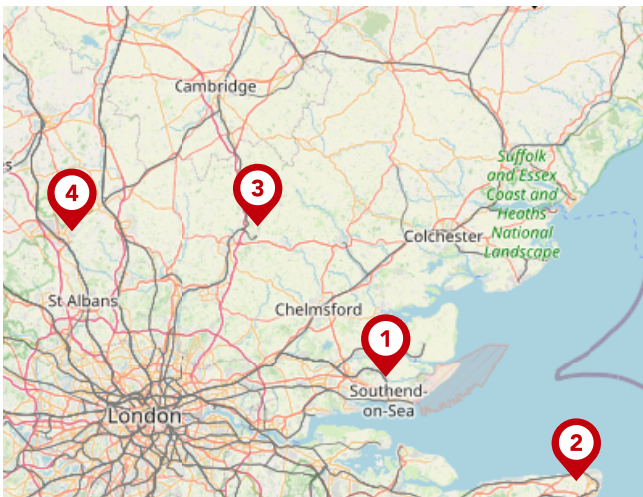 Cambridge
es
4
3
Suffolk
and Essex
Coast and
Heaths
National
Landscape
Colchester
St Albans
Chelmsford
1
Southend-
on-Sea
London
2